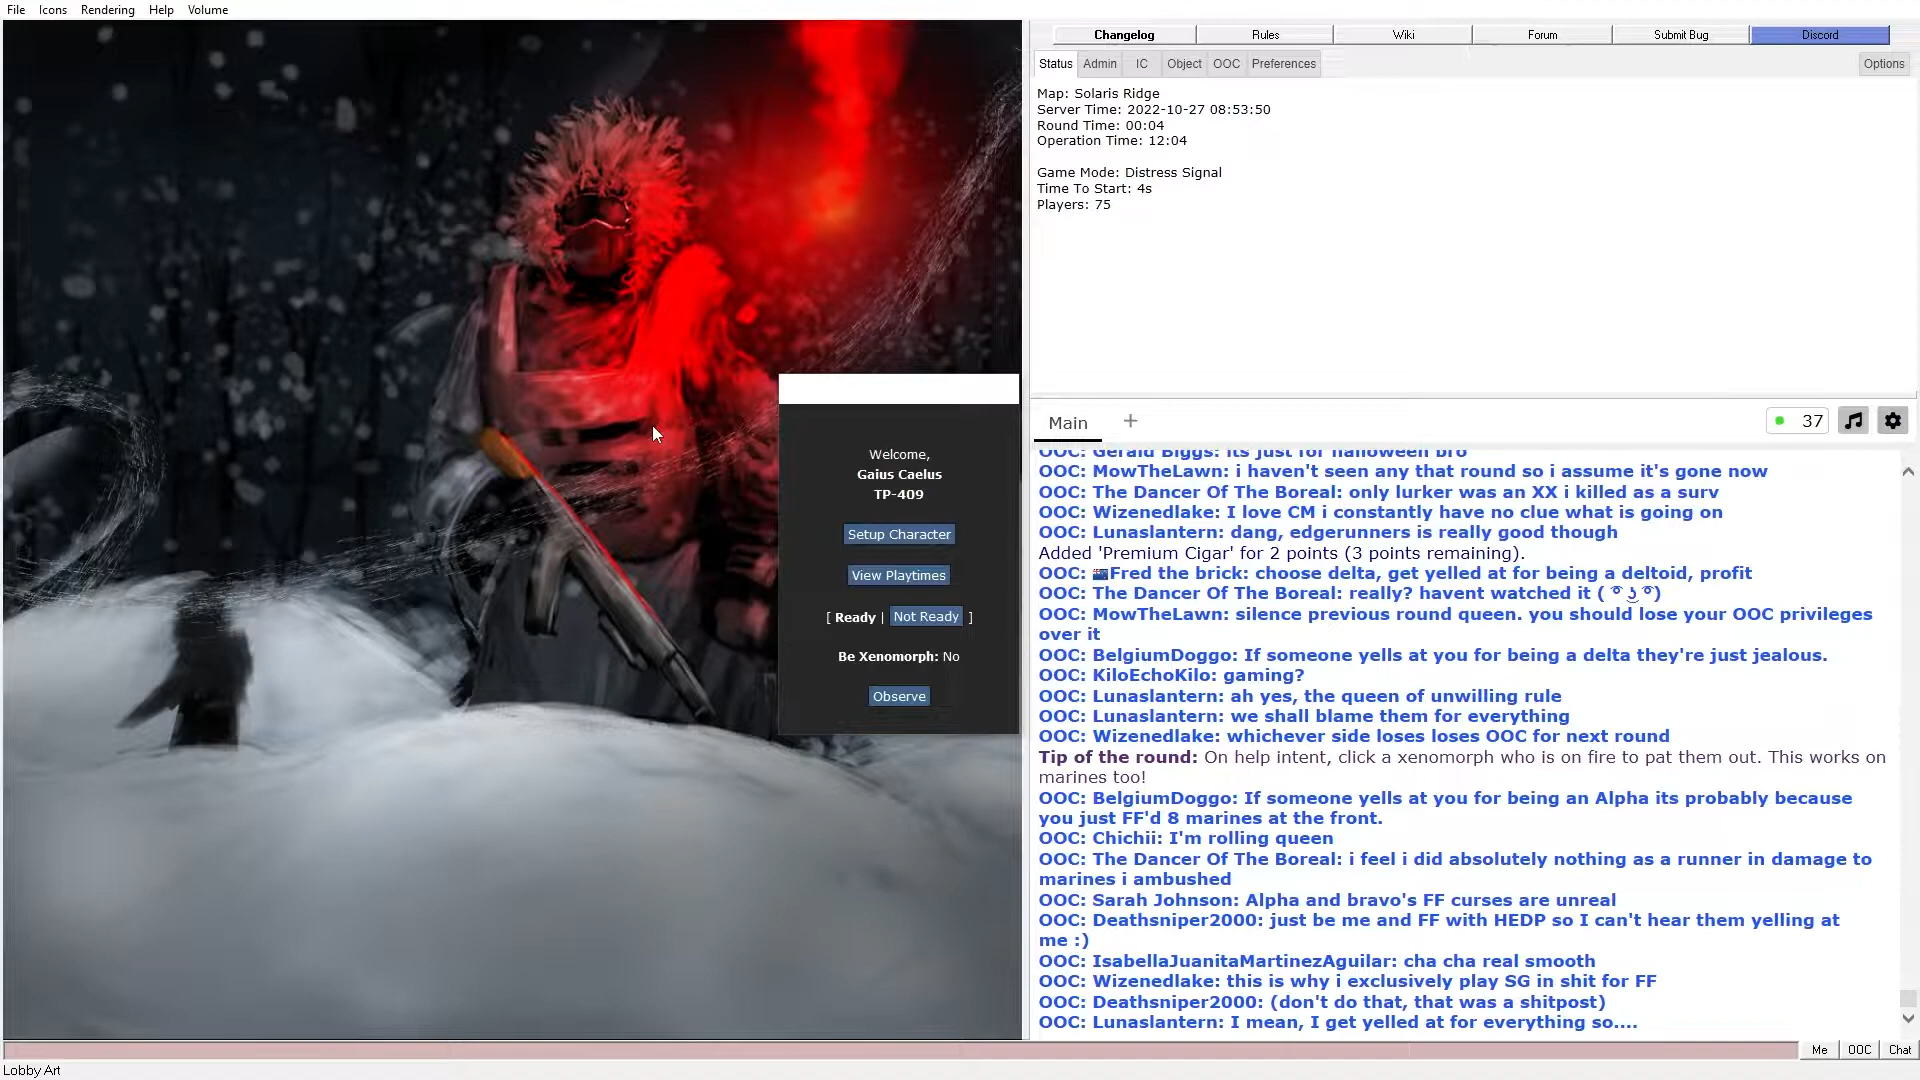 File Icons Rendering Help Volume
Changelog Rules Wiki Forum Submit Bug Discord
Status Admin IC Object OOC Preferences Options
Map: Solaris Ridge
Server Time: 2022-10-27 08:53:50
Round Time: 00:04
Operation Time: 12:04
Game Mode: Distress Signal
Time To Start: 4s
Players: 75
Welcome,
Gaius Caelus
TP-409
Setup Character
View Playtimes
[ Ready | Not Ready ]
Be Xenomorph: No
Observe
Main + 37
OOC: Gerald Biggs: its just for halloween bro
OOC: MowTheLawn: i haven't seen any that round so i assume it's gone now
OOC: The Dancer Of The Boreal: only lurker was an XX i killed as a surv
OOC: Wizenedlake: I love CM i constantly have no clue what is going on
OOC: Lunaslantern: dang, edgerunners is really good though
Added 'Premium Cigar' for 2 points (3 points remaining).
OOC: Fred the brick: choose delta, get yelled at for being a deltoid, profit
OOC: The Dancer Of The Boreal: really? havent watched it ( ͡° ͜ʖ ͡°)
OOC: MowTheLawn: silence previous round queen. you should lose your OOC privileges
over it
OOC: BelgiumDoggo: If someone yells at you for being a delta they're just jealous.
OOC: KiloEchoKilo: gaming?
OOC: Lunaslantern: ah yes, the queen of unwilling rule
OOC: Lunaslantern: we shall blame them for everything
OOC: Wizenedlake: whichever side loses loses OOC for next round
Tip of the round: On help intent, click a xenomorph who is on fire to pat them out. This works on
marines too!
OOC: BelgiumDoggo: If someone yells at you for being an Alpha its probably because
you just FF'd 8 marines at the front.
OOC: Chichii: I'm rolling queen
OOC: The Dancer Of The Boreal: i feel i did absolutely nothing as a runner in damage to
marines i ambushed
OOC: Sarah Johnson: Alpha and bravo's FF curses are unreal
OOC: Deathsniper2000: just be me and FF with HEDP so I can't hear them yelling at
me :)
OOC: IsabellaJuanitaMartinezAguilar: cha cha real smooth
OOC: Wizenedlake: this is why i exclusively play SG in shit for FF
OOC: Deathsniper2000: (don't do that, that was a shitpost)
OOC: Lunaslantern: I mean, I get yelled at for everything so....
Me OOC Chat
Lobby Art